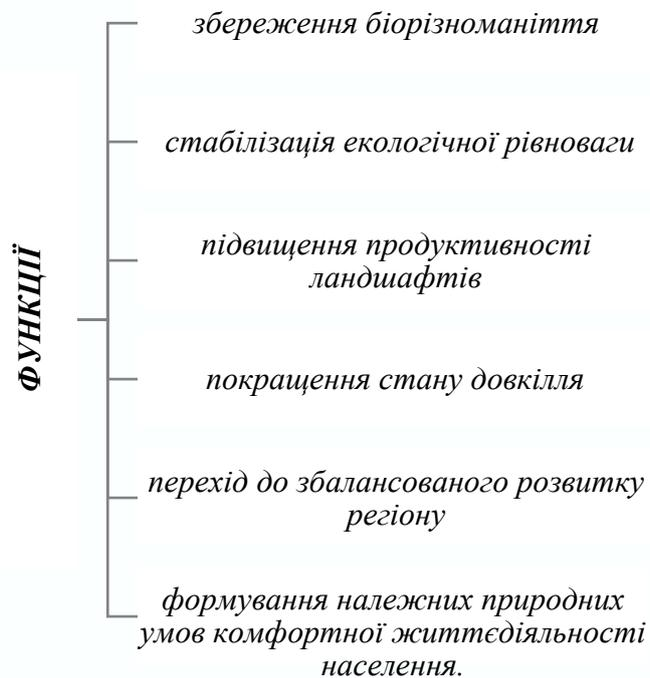 ФУНКЦІЇ
збереження біорізноманіття
стабілізація екологічної рівноваги
підвищення продуктивності
ландшафтів
покращення стану довкілля
перехід до збалансованого розвитку
регіону
формування належних природних
умов комфортної життєдіяльності
населення.